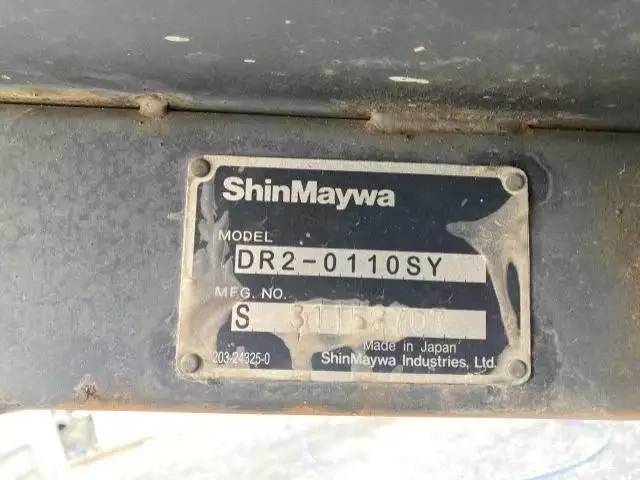 ShinMaywa
MODEL
DR2-0110SY
MFG. NO.
S
Made in Japan
203-24325-0
ShinMaywa Industries, Ltd.